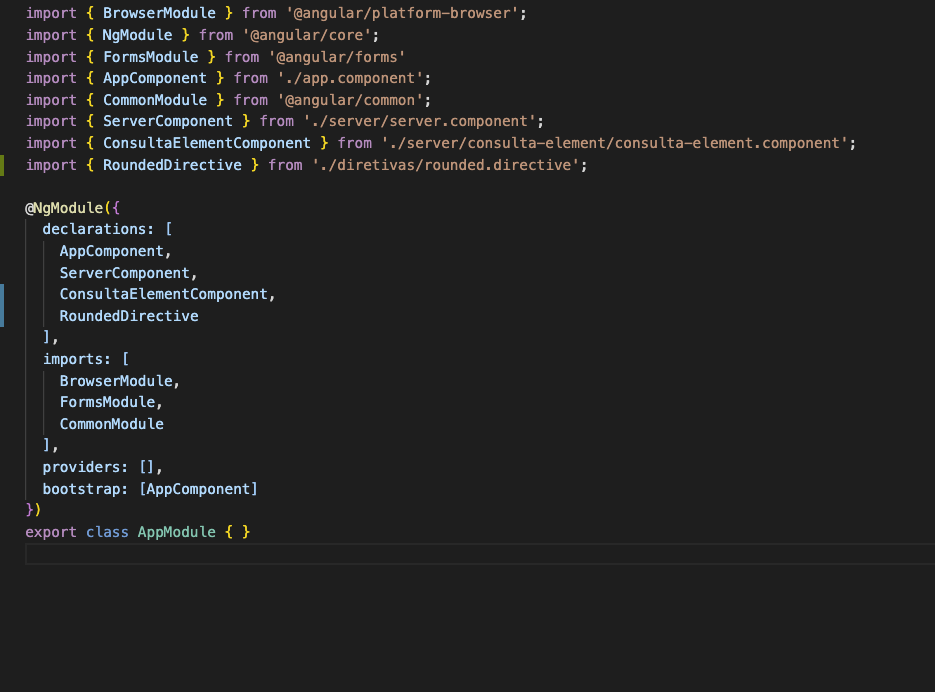 import { BrowserModule } from '@angular/platform-browser';
import { NgModule } from '@angular/core';
import { FormsModule } from '@angular/forms'
import { AppComponent } from './app.component';
import { CommonModule } from '@angular/common';
import { ServerComponent } from './server/server.component';
import { ConsultaElementComponent } from './server/consulta-element/consulta-element.component';
import { RoundedDirective } from './diretivas/rounded.directive';

@NgModule({
  declarations: [
    AppComponent,
    ServerComponent,
    ConsultaElementComponent,
    RoundedDirective
  ],
  imports: [
    BrowserModule,
    FormsModule,
    CommonModule
  ],
  providers: [],
  bootstrap: [AppComponent]
})
export class AppModule { }